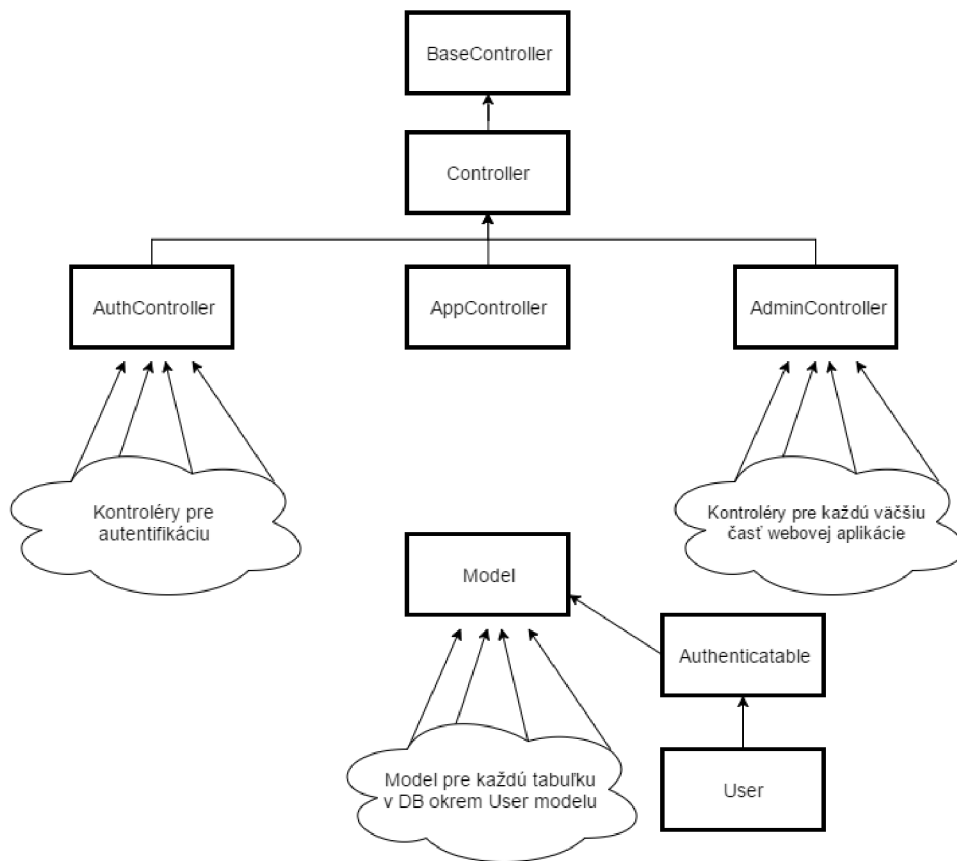 BaseController
Controller
AuthController
AppController
AdminController
Kontroléry pre
autentifikáciu
Kontroléry pre každú väčšiu
časť webovej aplikácie
Model
Authenticatable
Model pre každú tabuľku
v DB okrem User modelu
User